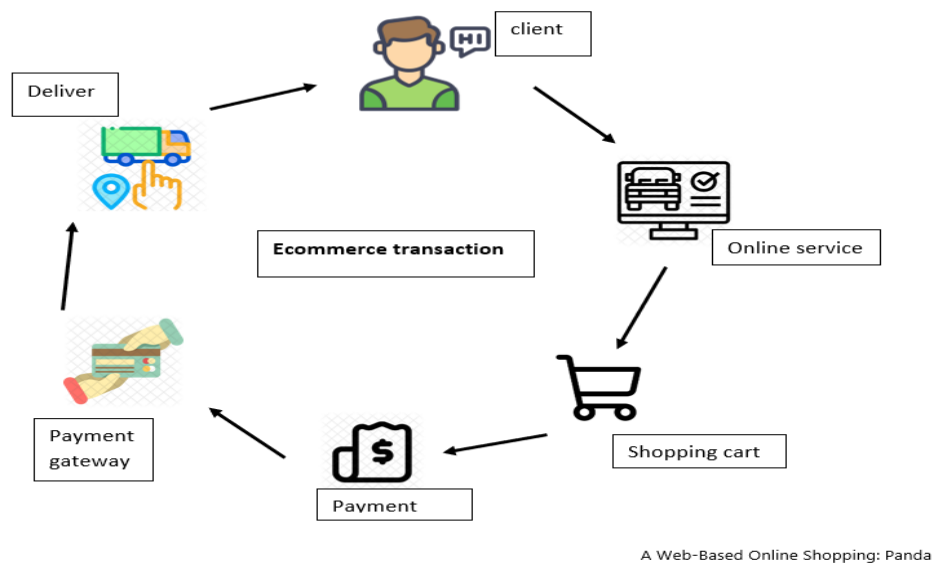 client
HI
Deliver
Ecommerce transaction
Online service
Payment
gateway
Shopping cart
$
Payment
A Web-Based Online Shopping: Panda